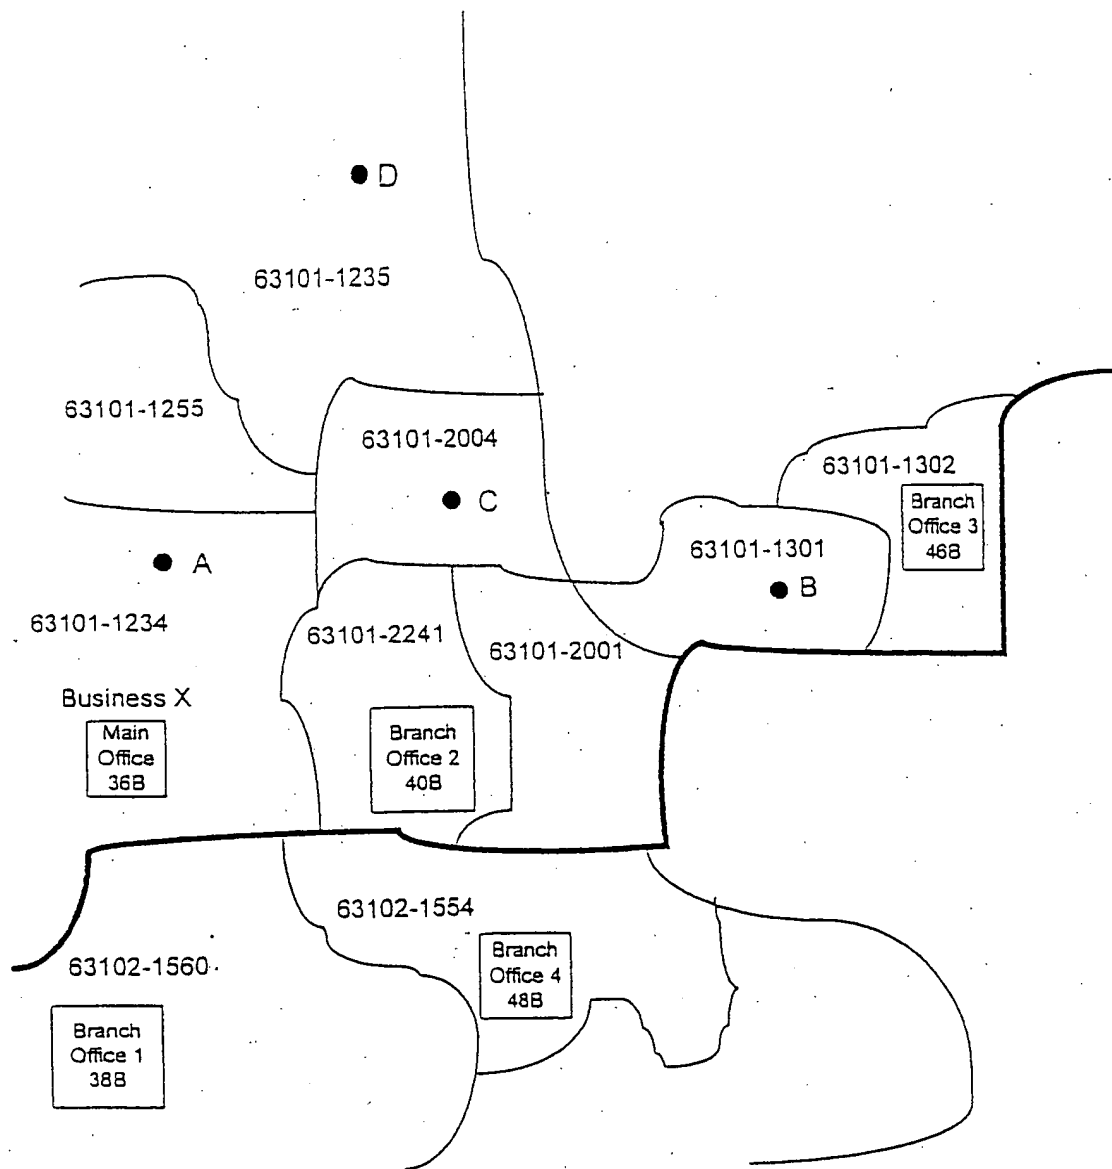 D
63101-1235
63101-1255
63101-2004
C
63101-1302
Branch
Office 3
46B
63101-1301
B
A
63101-1234
63101-2241
63101-2001
Business X
Main
Office
36B
Branch
Office 2
40B
63102-1554
Branch
Office 4
48B
63102-1560
Branch
Office 1
38B